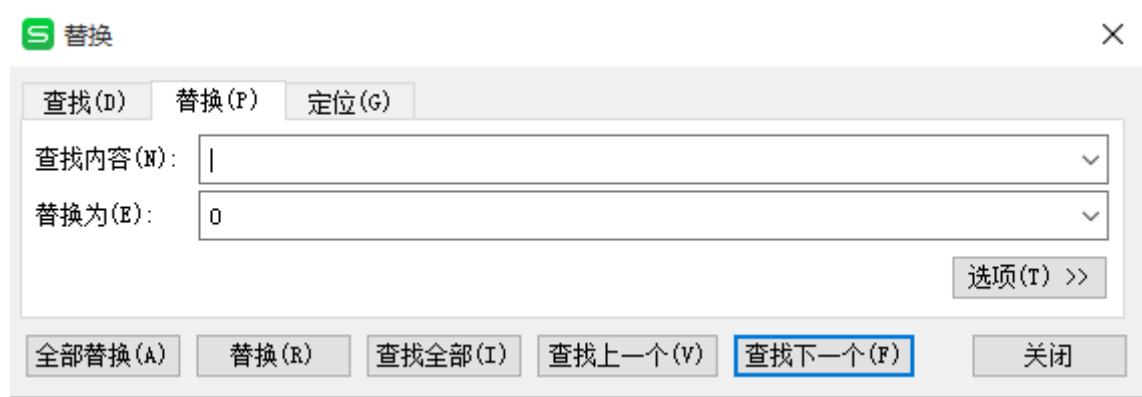 替换
查找(D) 替换(P) 定位(G)
查找内容(N):
替换为(E): 0
选项(T) >>
全部替换(A) 替换(R) 查找全部(I) 查找上一个(V) 查找下一个(F) 关闭